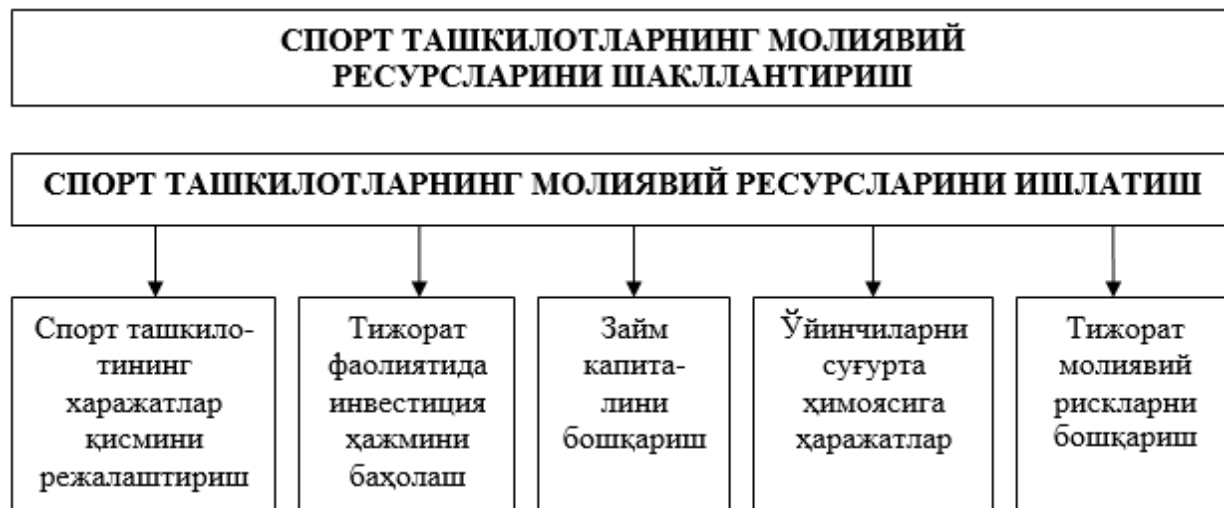 СПОРТ ТАШКИЛОТЛАРНИНГ МОЛИЯВИЙ
РЕСУРСЛАРИНИ ШАКЛЛАНТИРИШ
СПОРТ ТАШКИЛОТЛАРНИНГ МОЛИЯВИЙ РЕСУРСЛАРИНИ ИШЛАТИШ
Спорт ташкило-
тининг
харажатлар
қисмини
режалаштириш
Тижорат
фаолиятида
инвестиция
ҳажмини
баҳолаш
Займ
капита-
лини
бошқариш
Ўйинчиларни
суғурта
ҳимоясига
ҳаражатлар
Тижорат
молиявий
рискларни
бошқариш